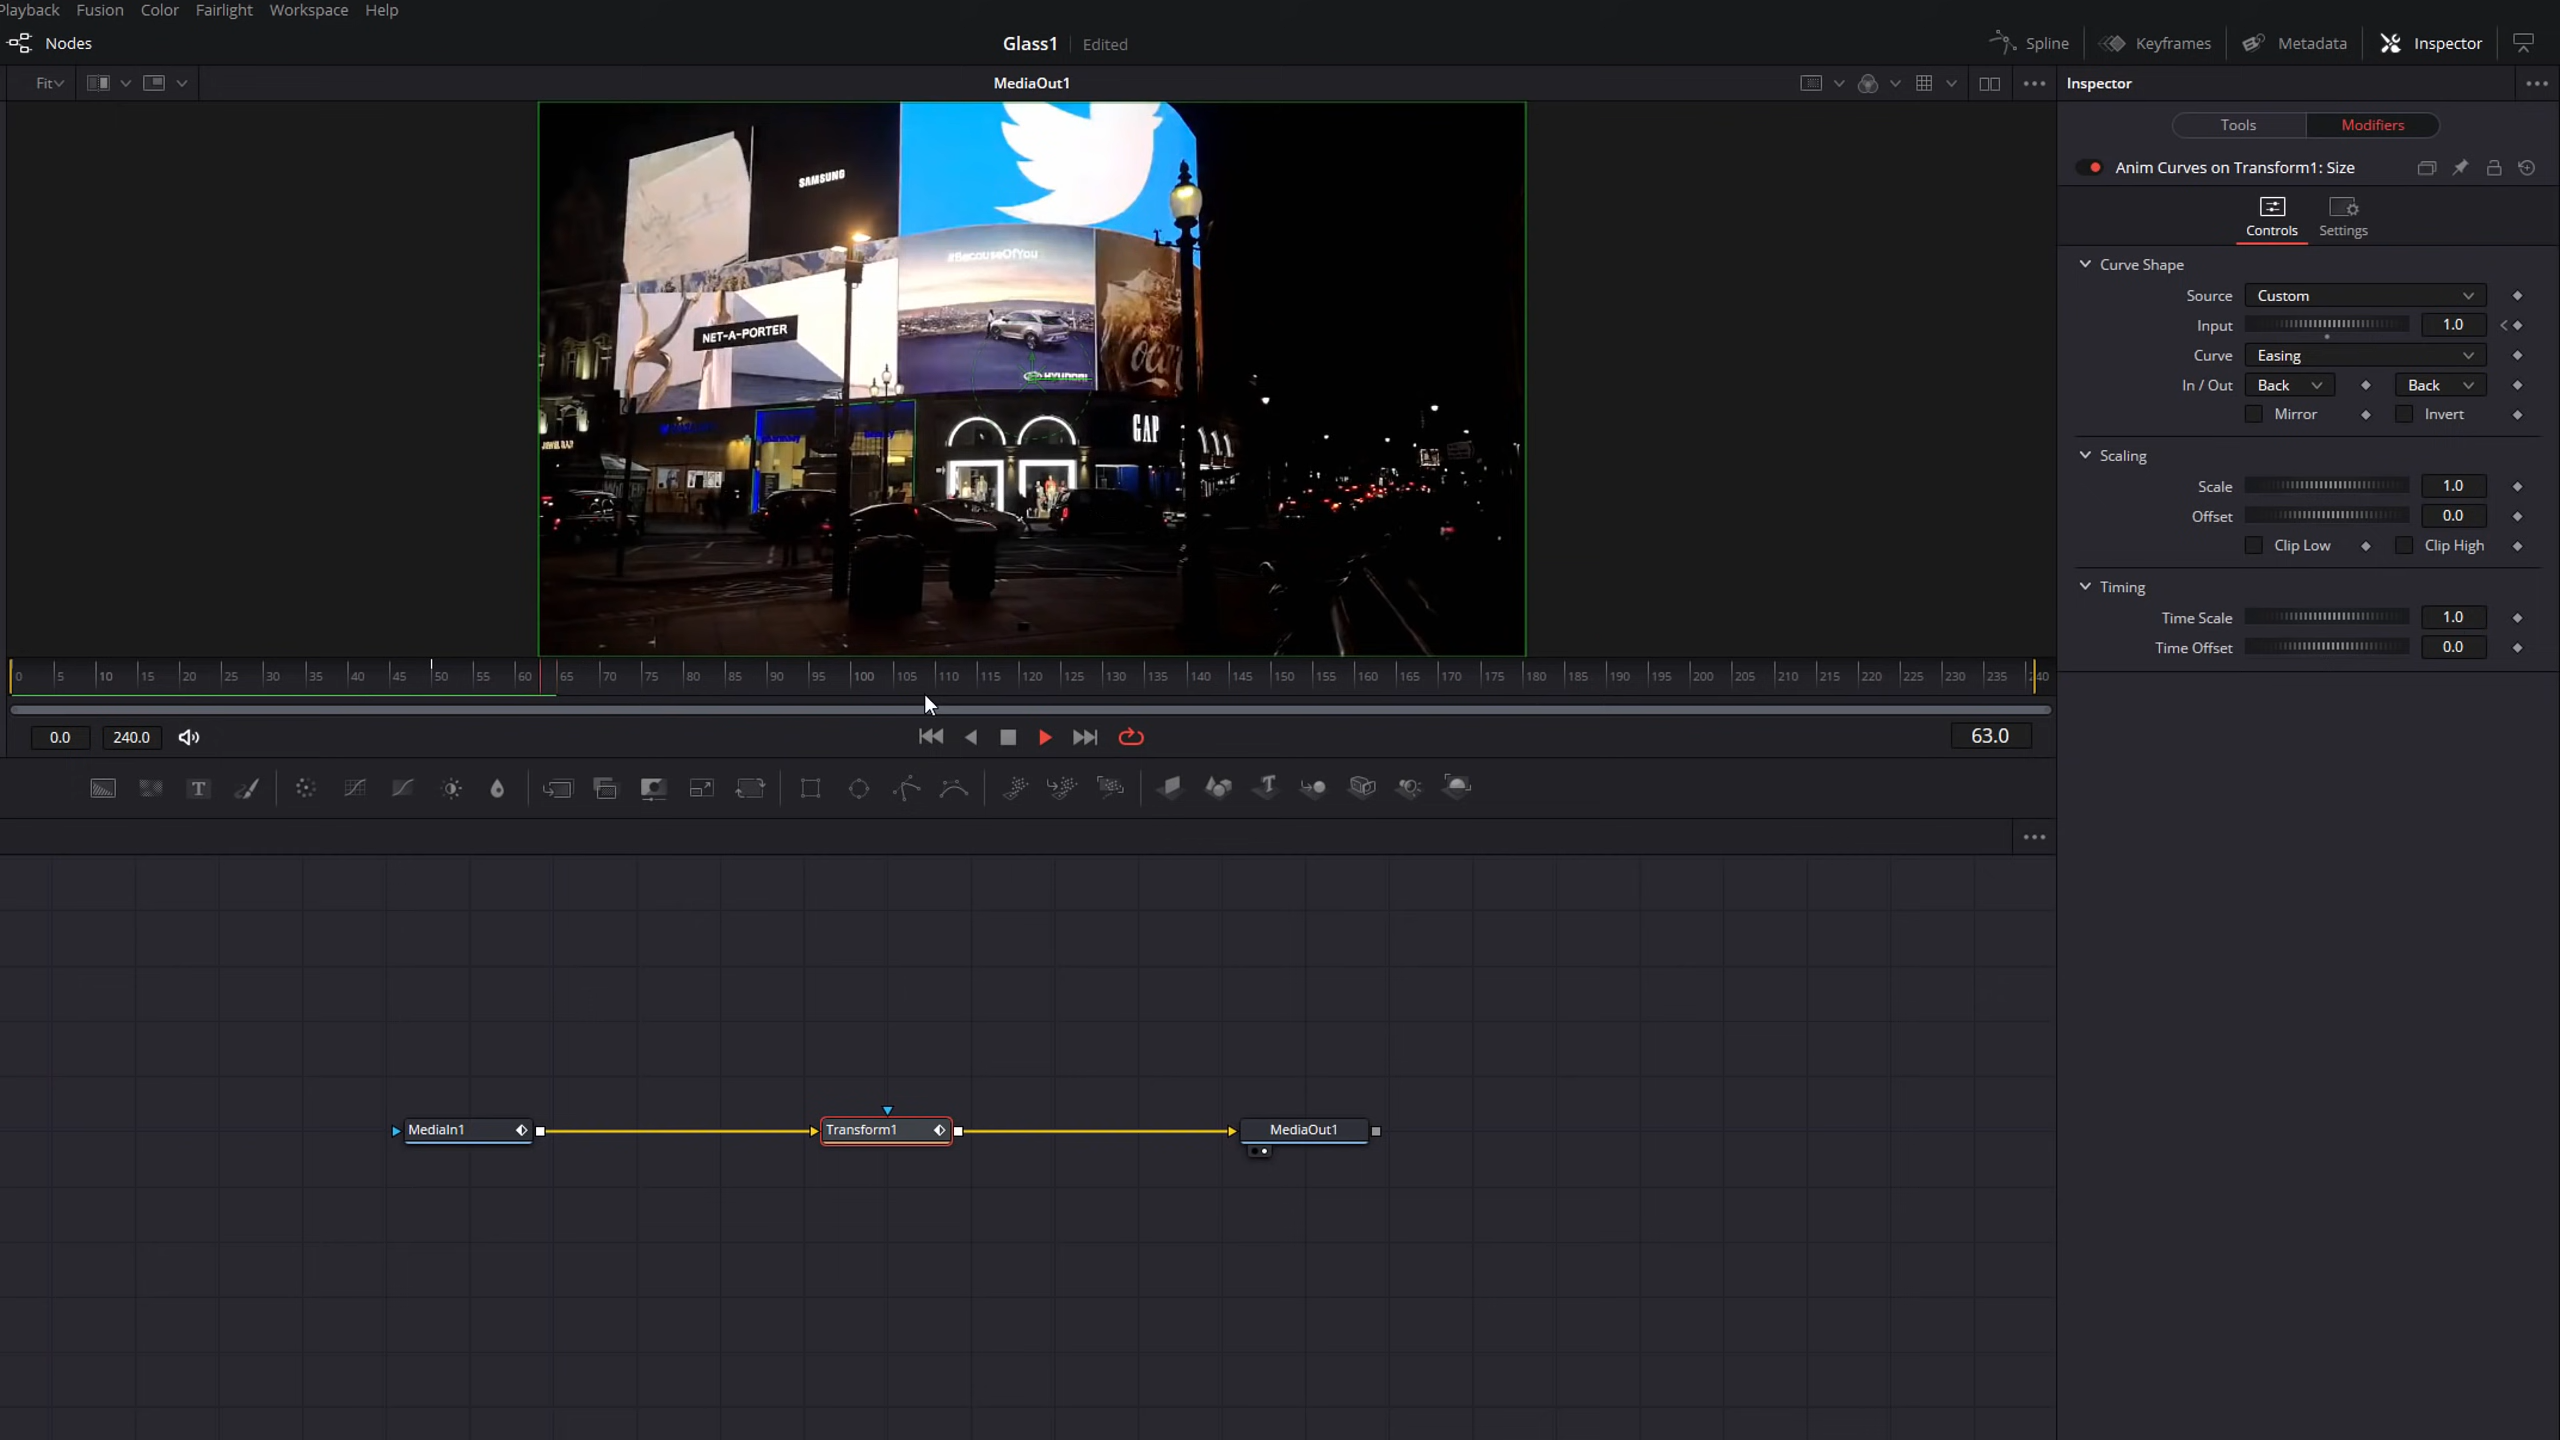 Playback Fusion Color Fairlight Workspace Help
Nodes
Glass1 Edited
Spline Keyframes Metadata Inspector
Fit
MediaOut1
Inspector
Tools Modifiers
Anim Curves on Transform1: Size
Controls Settings
Curve Shape
Source Custom
Input 1.0
Curve Easing
In / Out Back Back
Mirror Invert
Scaling
Scale 1.0
Offset 0.0
Clip Low Clip High
Timing
Time Scale 1.0
Time Offset 0.0
SAMSUNG
#BecauseOfYou
NET-A-PORTER
HYUNDAI
GAP
0 5 10 15 20 25 30 35 40 45 50 55 60 65 70 75 80 85 90 95 100 105 110 115 120 125 130 135 140 145 150 155 160 165 170 175 180 185 190 195 200 205 210 215 220 225 230 235 240
0.0 240.0 63.0
T
T
MediaIn1 Transform1 MediaOut1